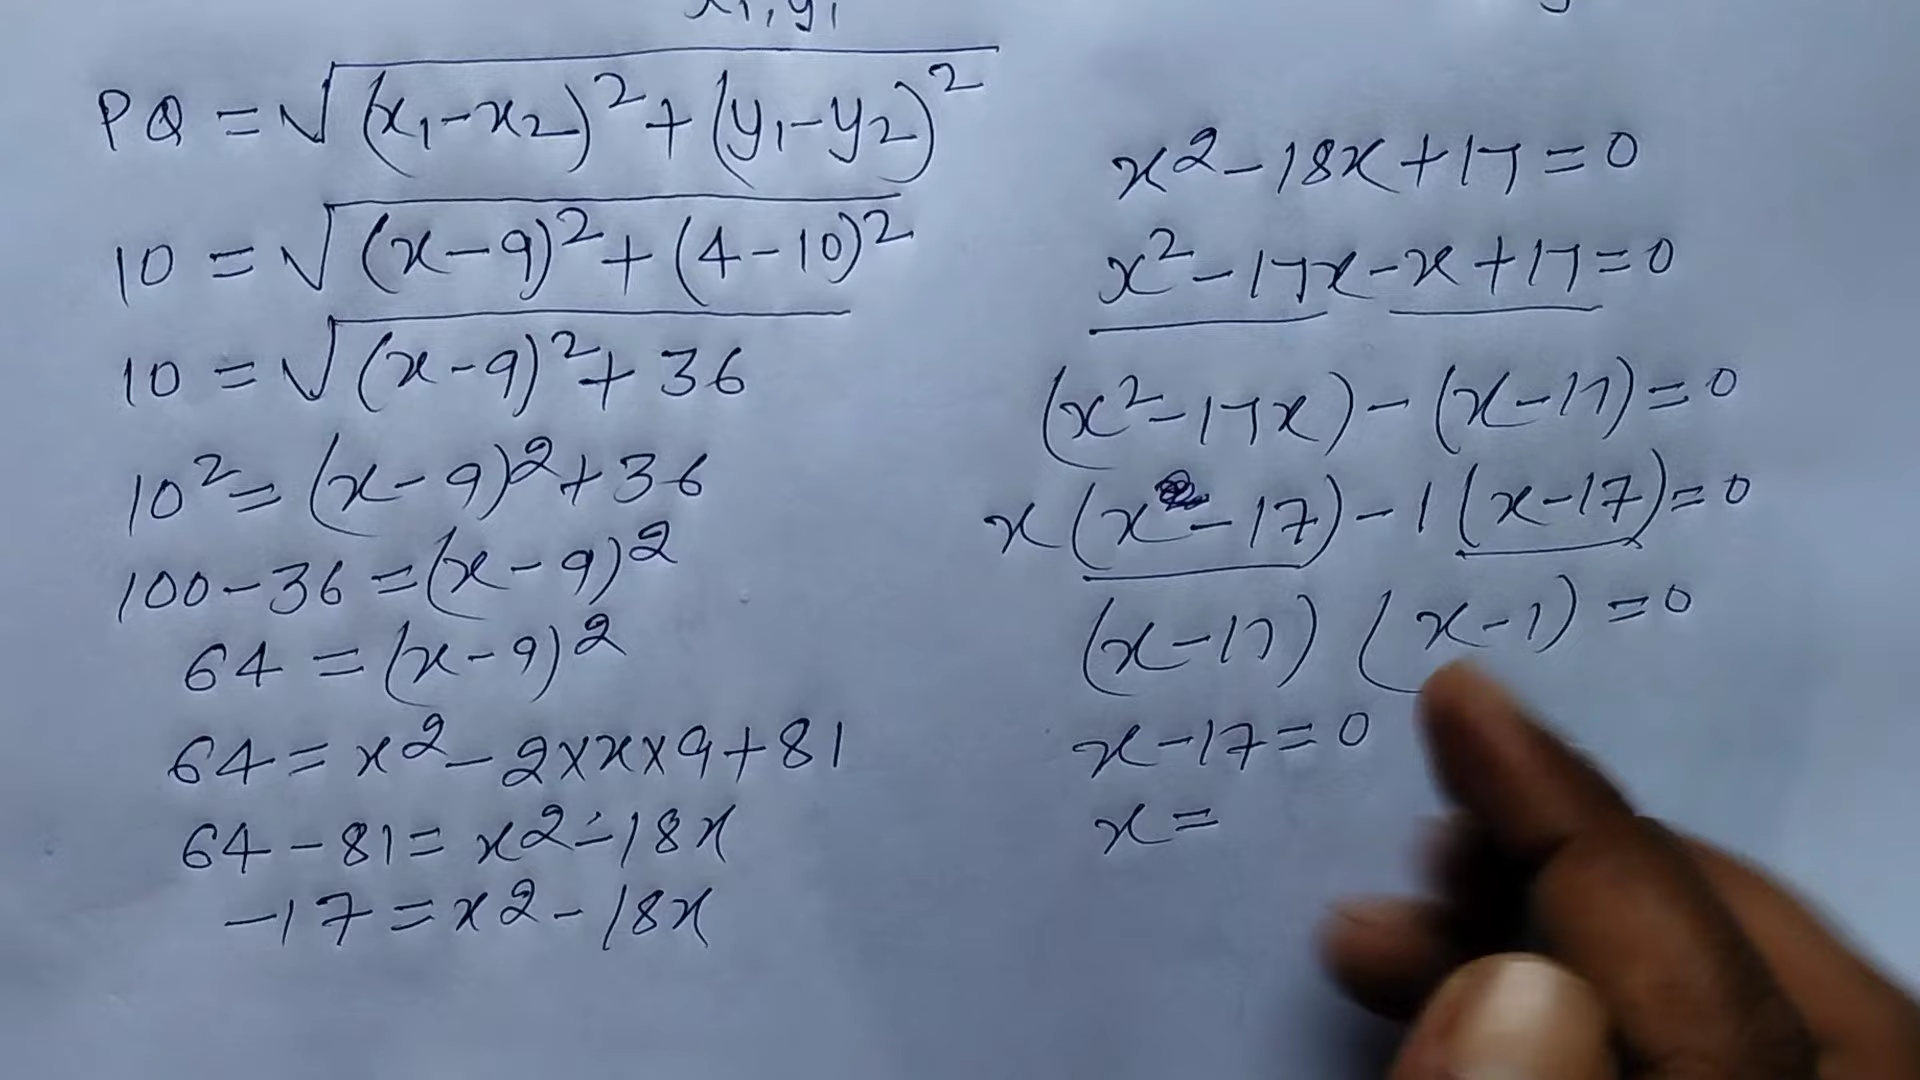 x₁, y₁
PQ = √(x₁-x₂)² + (y₁-y₂)²
10 = √(x-9)² + (4-10)²
10 = √(x-9)² + 36
10² = (x-9)² + 36
100-36 = (x-9)²
64 = (x-9)²
64 = x² - 2×x×9 + 81
64 - 81 = x² - 18x
-17 = x² - 18x
x² - 18x + 17 = 0
x² - 17x - x + 17 = 0
(x² - 17x) - (x - 17) = 0
x(x - 17) - 1(x - 17) = 0
(x - 17) (x - 1) = 0
x - 17 = 0
x =